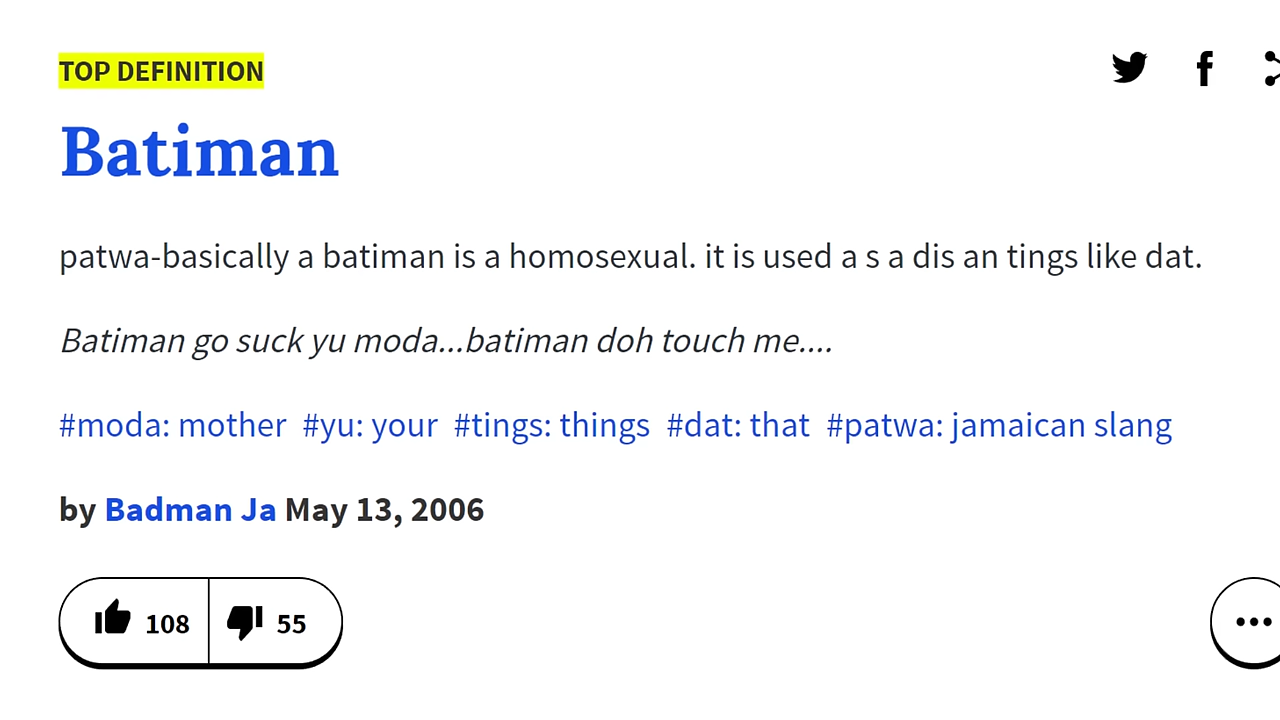 TOP DEFINITION
Batiman
patwa-basically a batiman is a homosexual. it is used a s a dis an tings like dat.
Batiman go suck yu moda...batiman doh touch me....
#moda: mother #yu: your #tings: things #dat: that #patwa: jamaican slang
by Badman Ja May 13, 2006
108 55